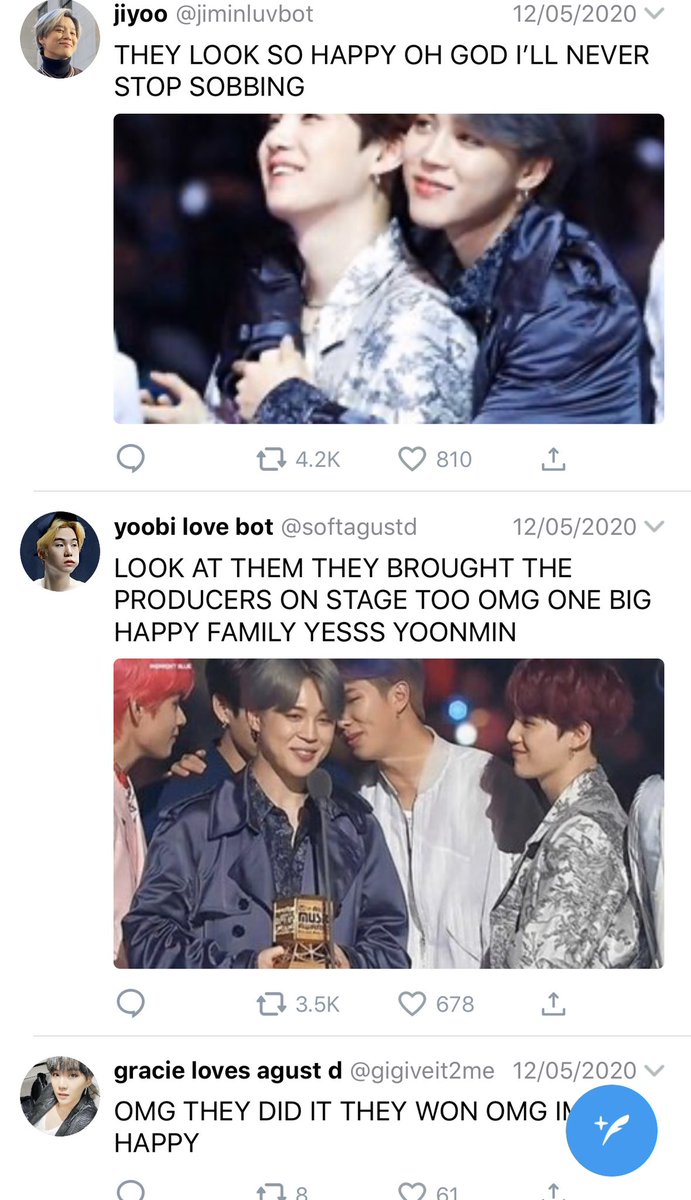 jiyoo @jiminluvbot 12/05/2020
THEY LOOK SO HAPPY OH GOD I’LL NEVER
STOP SOBBING
4.2K 810
yoobi love bot @softagustd 12/05/2020
LOOK AT THEM THEY BROUGHT THE
PRODUCERS ON STAGE TOO OMG ONE BIG
HAPPY FAMILY YESSS YOONMIN
MIDNIGHT BLUE
MUSIC
3.5K 678
gracie loves agust d @gigiveit2me 12/05/2020
OMG THEY DID IT THEY WON OMG
HAPPY
8 61